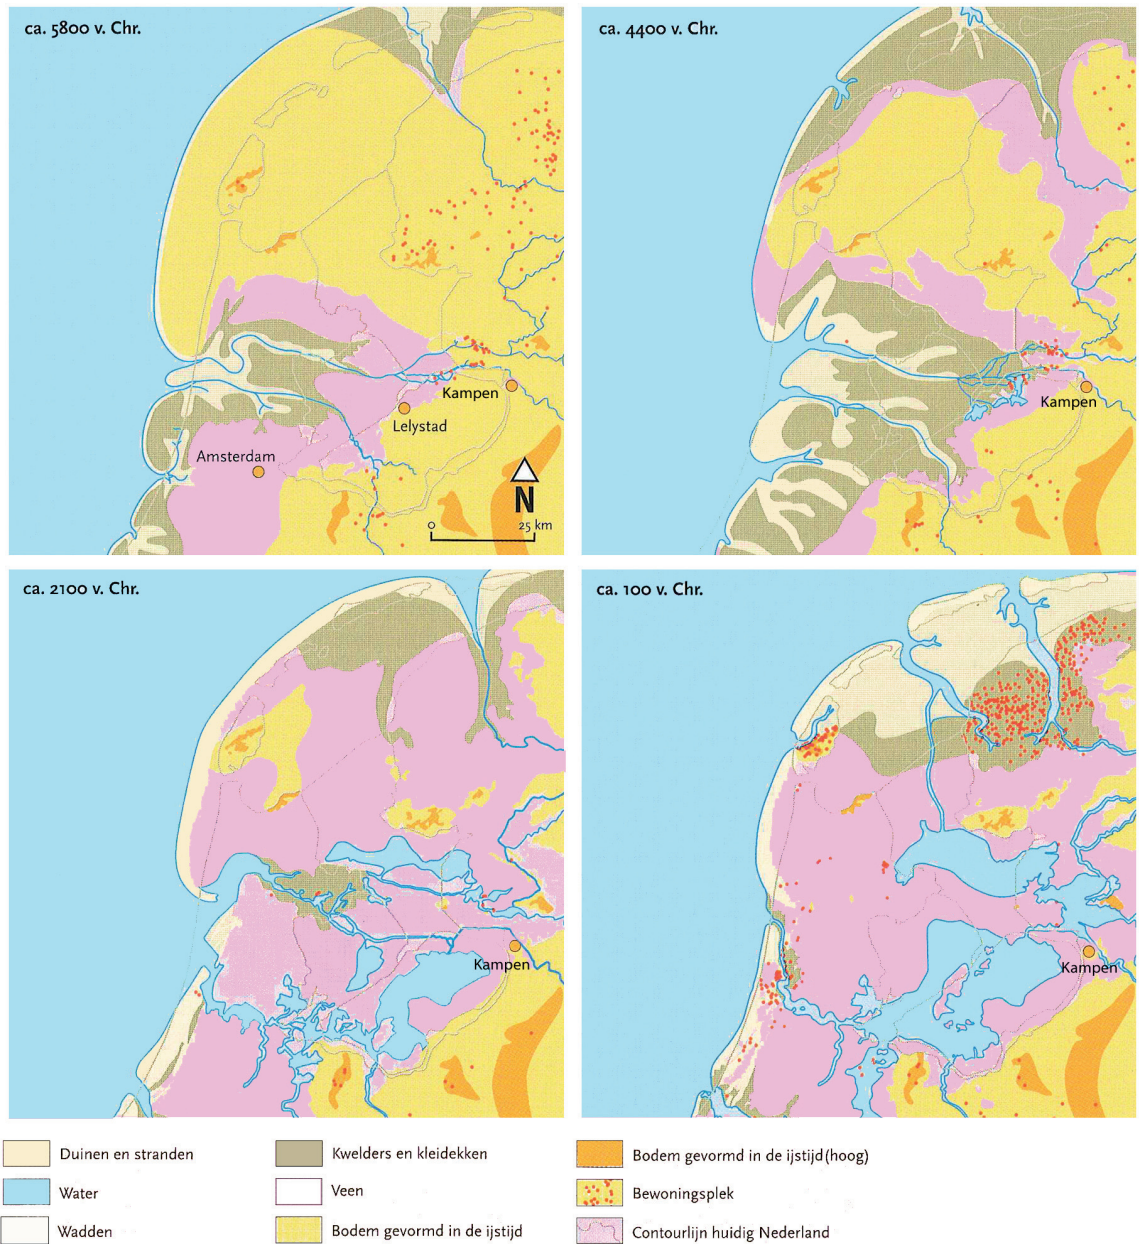 ca. 5800 v. Chr.
Kampen
Lelystad
Amsterdam
N
0 25 km
ca. 4400 v. Chr.
Kampen
ca. 2100 v. Chr.
Kampen
ca. 100 v. Chr.
Kampen
Duinen en stranden
Water
Wadden
Kwelders en kleidekken
Veen
Bodem gevormd in de ijstijd
Bodem gevormd in de ijstijd (hoog)
Bewoningsplek
Contourlijn huidig Nederland